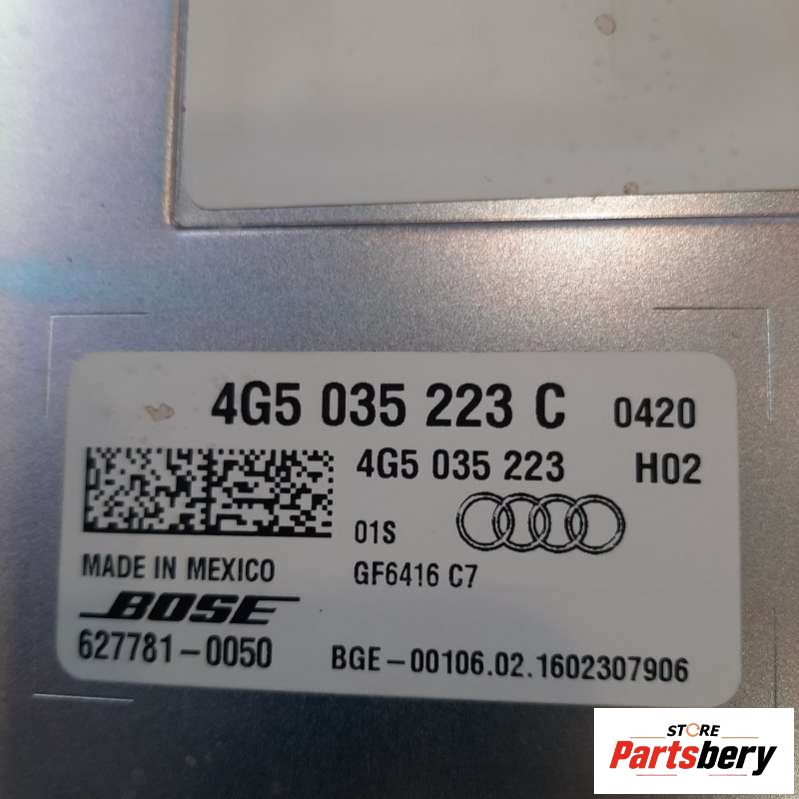 4G5 035 223 C 0420
4G5 035 223 H02
01S
MADE IN MEXICO GF6416 C7
BOSE
627781-0050 BGE-00106.02.1602307906
STORE
Partsbery